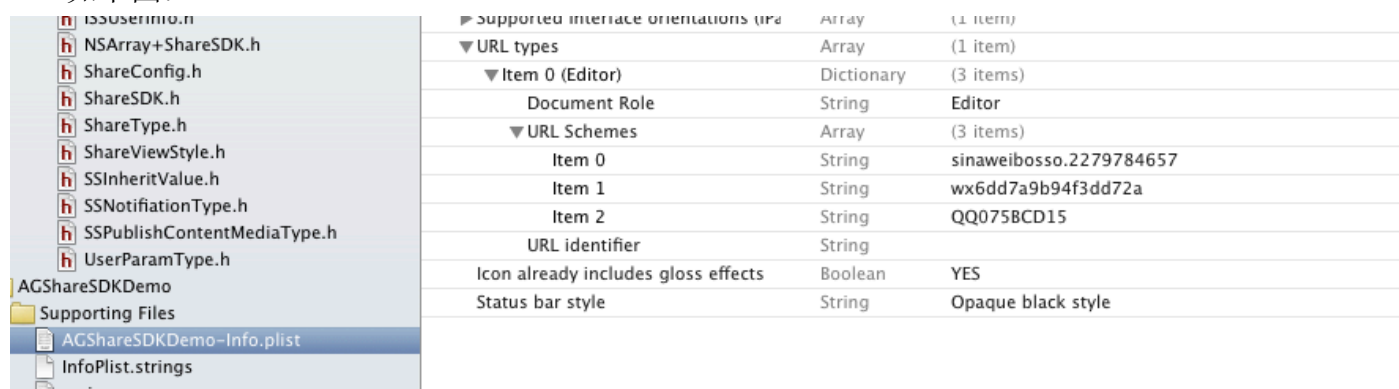 ISSUserInfo.h
NSArray+ShareSDK.h
ShareConfig.h
ShareSDK.h
ShareType.h
ShareViewStyle.h
SSInheritValue.h
SSNotifiationType.h
SSPublishContentMediaType.h
UserParamType.h
AGShareSDKDemo
Supporting Files
AGShareSDKDemo-Info.plist
InfoPlist.strings
Supported interface orientations (iPa Array (1 item)
URL types Array (1 item)
Item 0 (Editor) Dictionary (3 items)
Document Role String Editor
URL Schemes Array (3 items)
Item 0 String sinaweibosso.2279784657
Item 1 String wx6dd7a9b94f3dd72a
Item 2 String QQ075BCD15
URL identifier String
Icon already includes gloss effects Boolean YES
Status bar style String Opaque black style